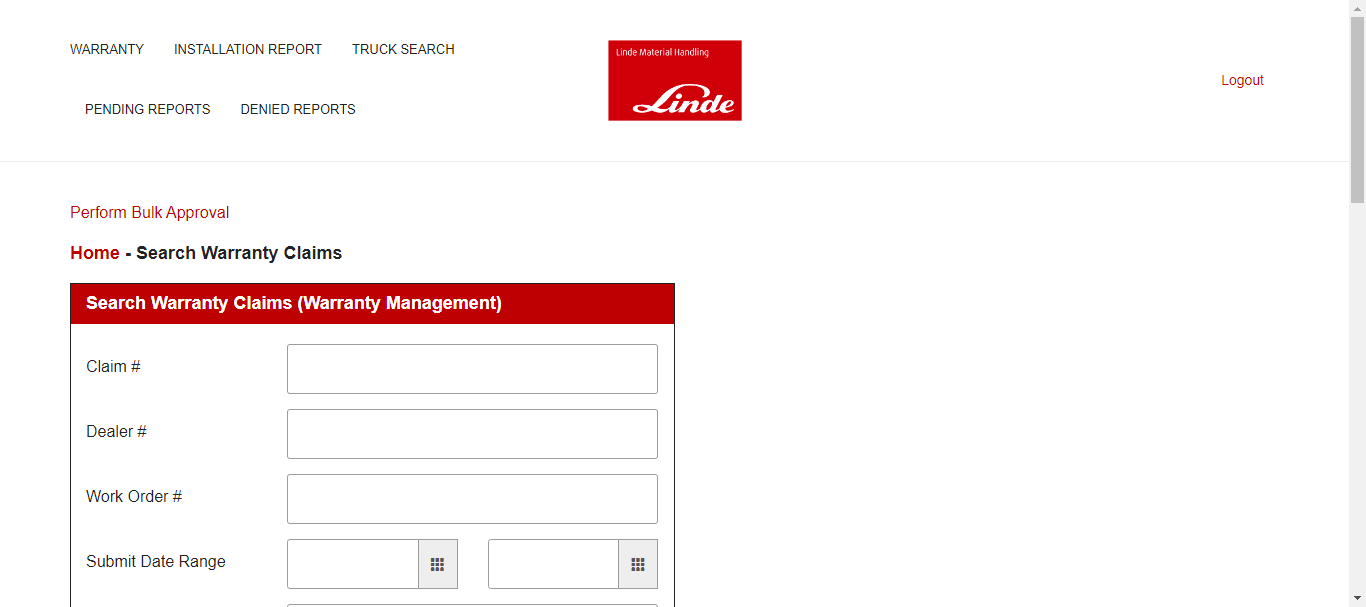 WARRANTY INSTALLATION REPORT TRUCK SEARCH
PENDING REPORTS DENIED REPORTS
Linde Material Handling
Linde
Logout
Perform Bulk Approval
Home - Search Warranty Claims
Search Warranty Claims (Warranty Management)
Claim #
Dealer #
Work Order #
Submit Date Range